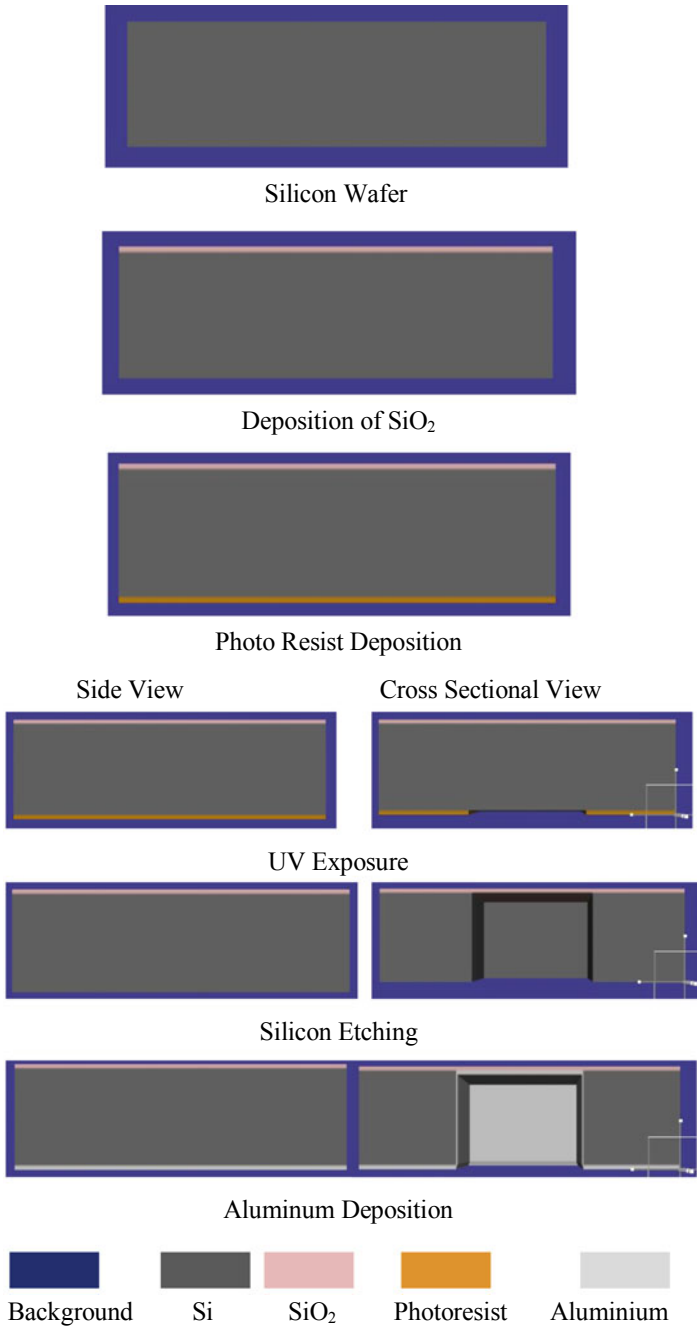 Silicon Wafer
Deposition of SiO₂
Photo Resist Deposition
Side View Cross Sectional View
UV Exposure
Silicon Etching
Aluminum Deposition
Background Si SiO₂ Photoresist Aluminium